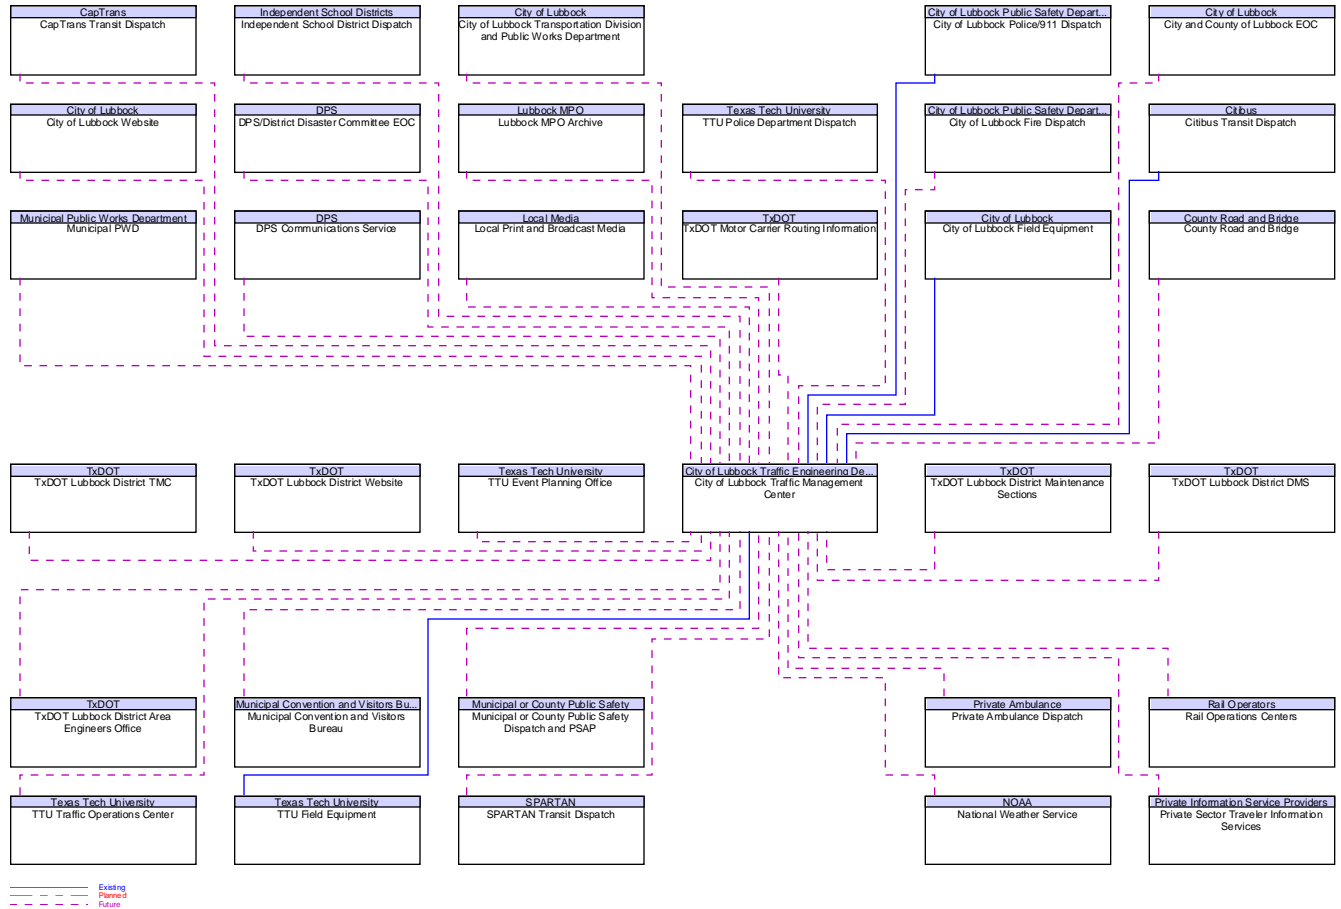 CapTrans
CapTrans Transit Dispatch
Independent School Districts
Independent School District Dispatch
City of Lubbock
City of Lubbock Transportation Division
and Public Works Department
City of Lubbock Public Safety Depart...
City of Lubbock Police/911 Dispatch
City of Lubbock
City and County of Lubbock EOC
City of Lubbock
City of Lubbock Website
DPS
DPS/District Disaster Committee EOC
Lubbock MPO
Lubbock MPO Archive
Texas Tech University
TTU Police Department Dispatch
City of Lubbock Public Safety Depart...
City of Lubbock Fire Dispatch
Citibus
Citibus Transit Dispatch
Municipal Public Works Department
Municipal PWD
DPS
DPS Communications Service
Local Media
Local Print and Broadcast Media
TxDOT
TxDOT Motor Carrier Routing Information
City of Lubbock
City of Lubbock Field Equipment
County Road and Bridge
County Road and Bridge
TxDOT
TxDOT Lubbock District TMC
TxDOT
TxDOT Lubbock District Website
Texas Tech University
TTU Event Planning Office
City of Lubbock Traffic Engineering De...
City of Lubbock Traffic Management
Center
TxDOT
TxDOT Lubbock District Maintenance
Sections
TxDOT
TxDOT Lubbock District DMS
TxDOT
TxDOT Lubbock District Area
Engineers Office
Municipal Convention and Visitors Bu...
Municipal Convention and Visitors
Bureau
Municipal or County Public Safety
Municipal or County Public Safety
Dispatch and PSAP
Private Ambulance
Private Ambulance Dispatch
Rail Operators
Rail Operations Centers
Texas Tech University
TTU Traffic Operations Center
Texas Tech University
TTU Field Equipment
SPARTAN
SPARTAN Transit Dispatch
NOAA
National Weather Service
Private Information Service Providers
Private Sector Traveler Information
Services
Existing
Planned
Future